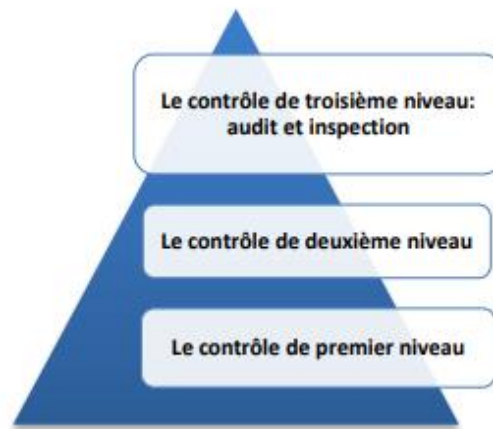 Le contrôle de troisième niveau:
audit et inspection
Le contrôle de deuxième niveau
Le contrôle de premier niveau